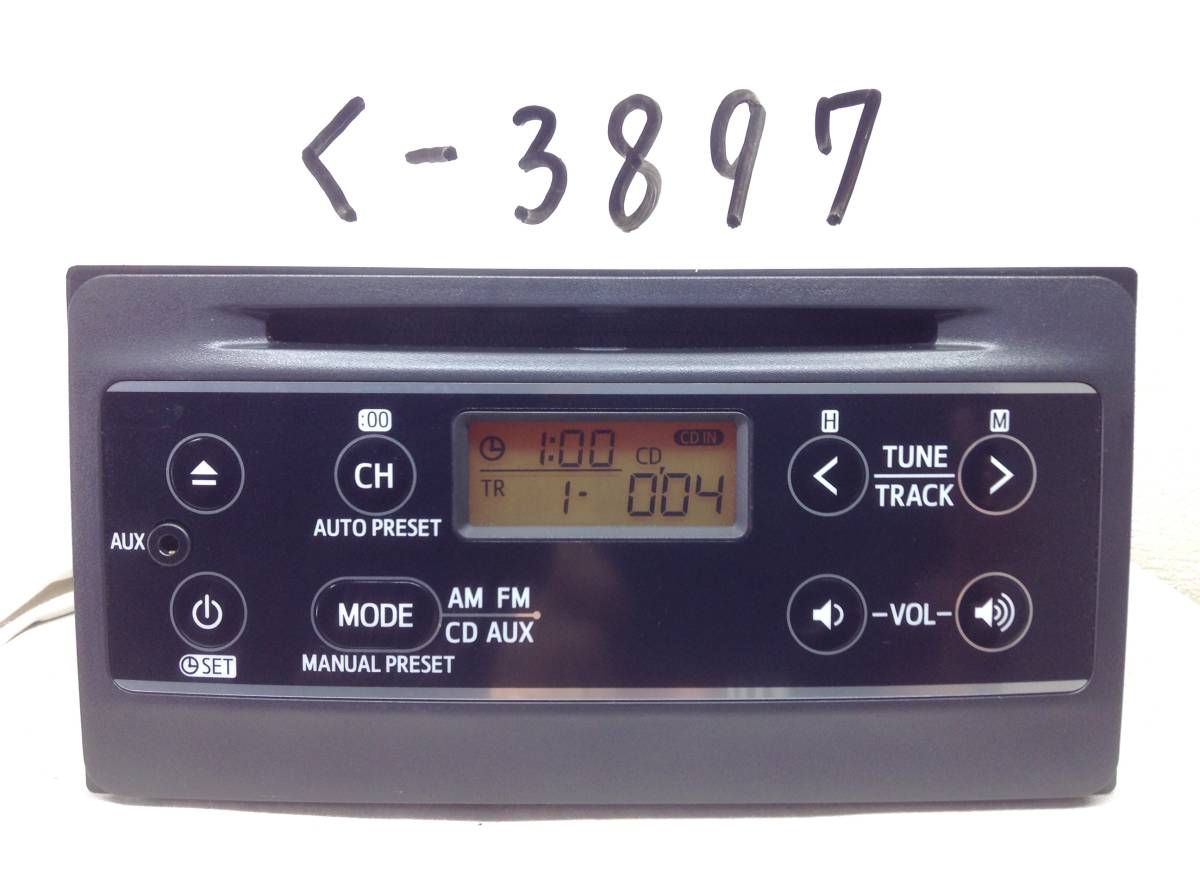 く-3897
:00
H
M
CH
1:00
CD IN
CD
TUNE
TR
1- 0'04
TRACK
AUTO PRESET
AUX
MODE
AM FM
CD AUX
-VOL-
SET
MANUAL PRESET